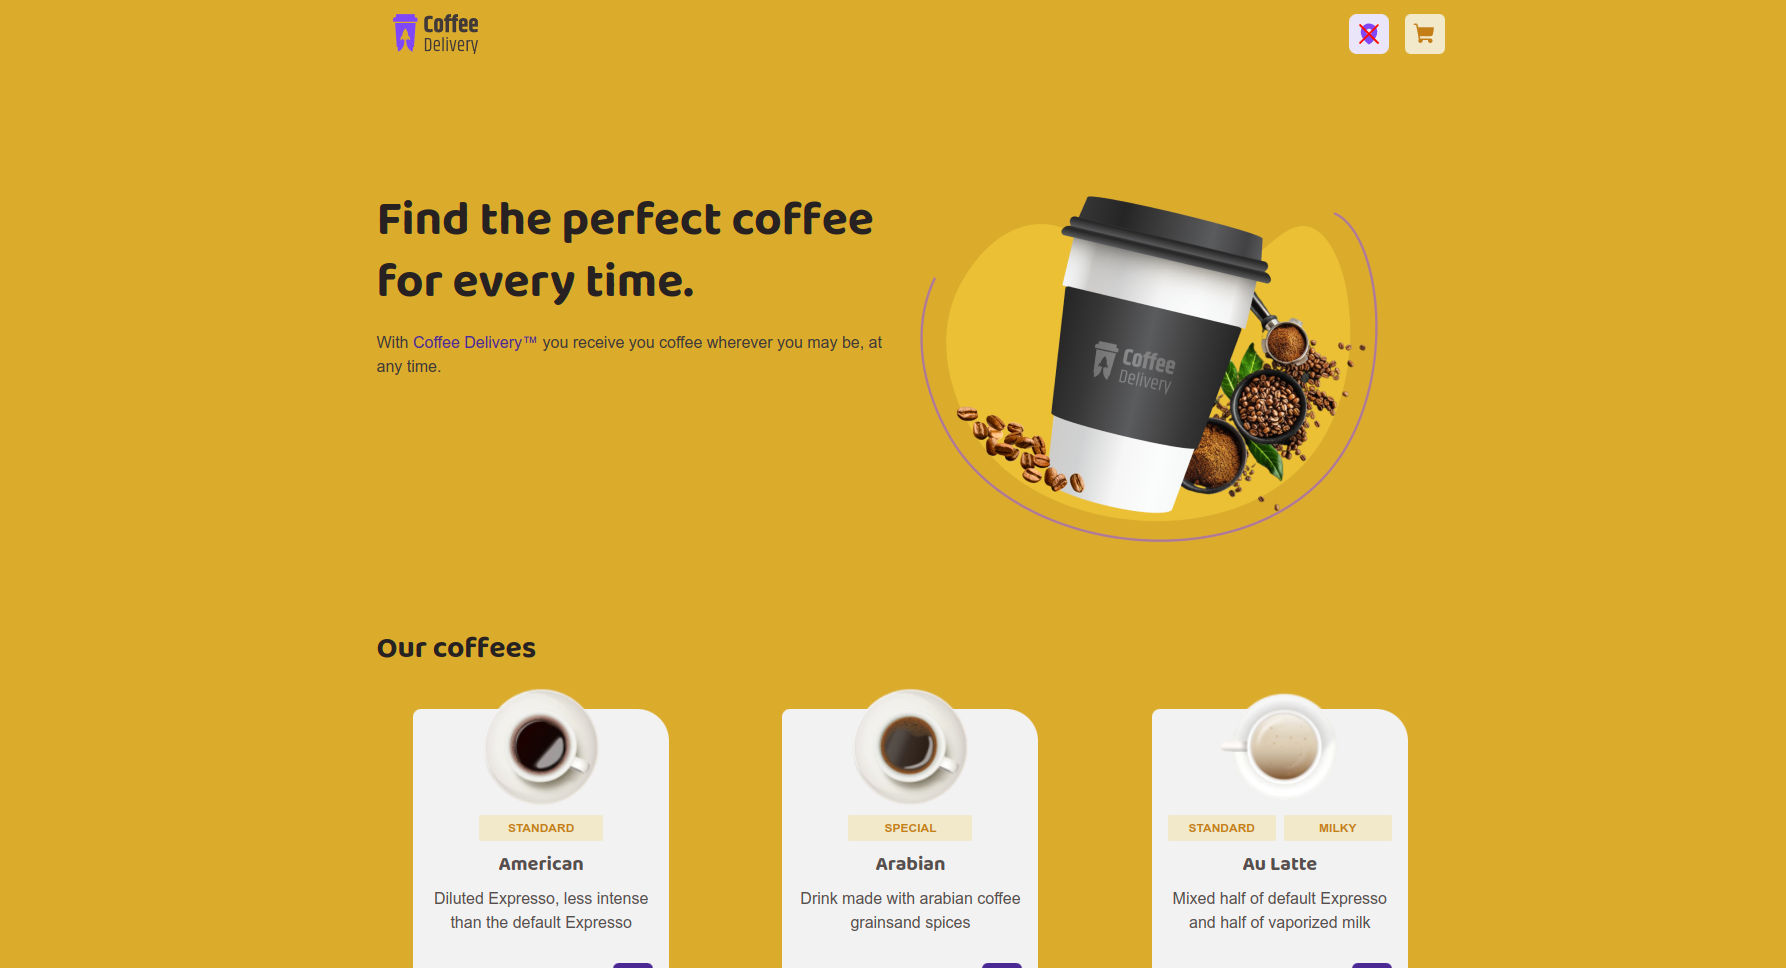 Coffee
Delivery
Find the perfect coffee
for every time.
With Coffee Delivery™ you receive you coffee wherever you may be, at
any time.
Coffee
Delivery
Our coffees
STANDARD
American
Diluted Expresso, less intense
than the default Expresso
SPECIAL
Arabian
Drink made with arabian coffee
grainsand spices
STANDARD MILKY
Au Latte
Mixed half of default Expresso
and half of vaporized milk